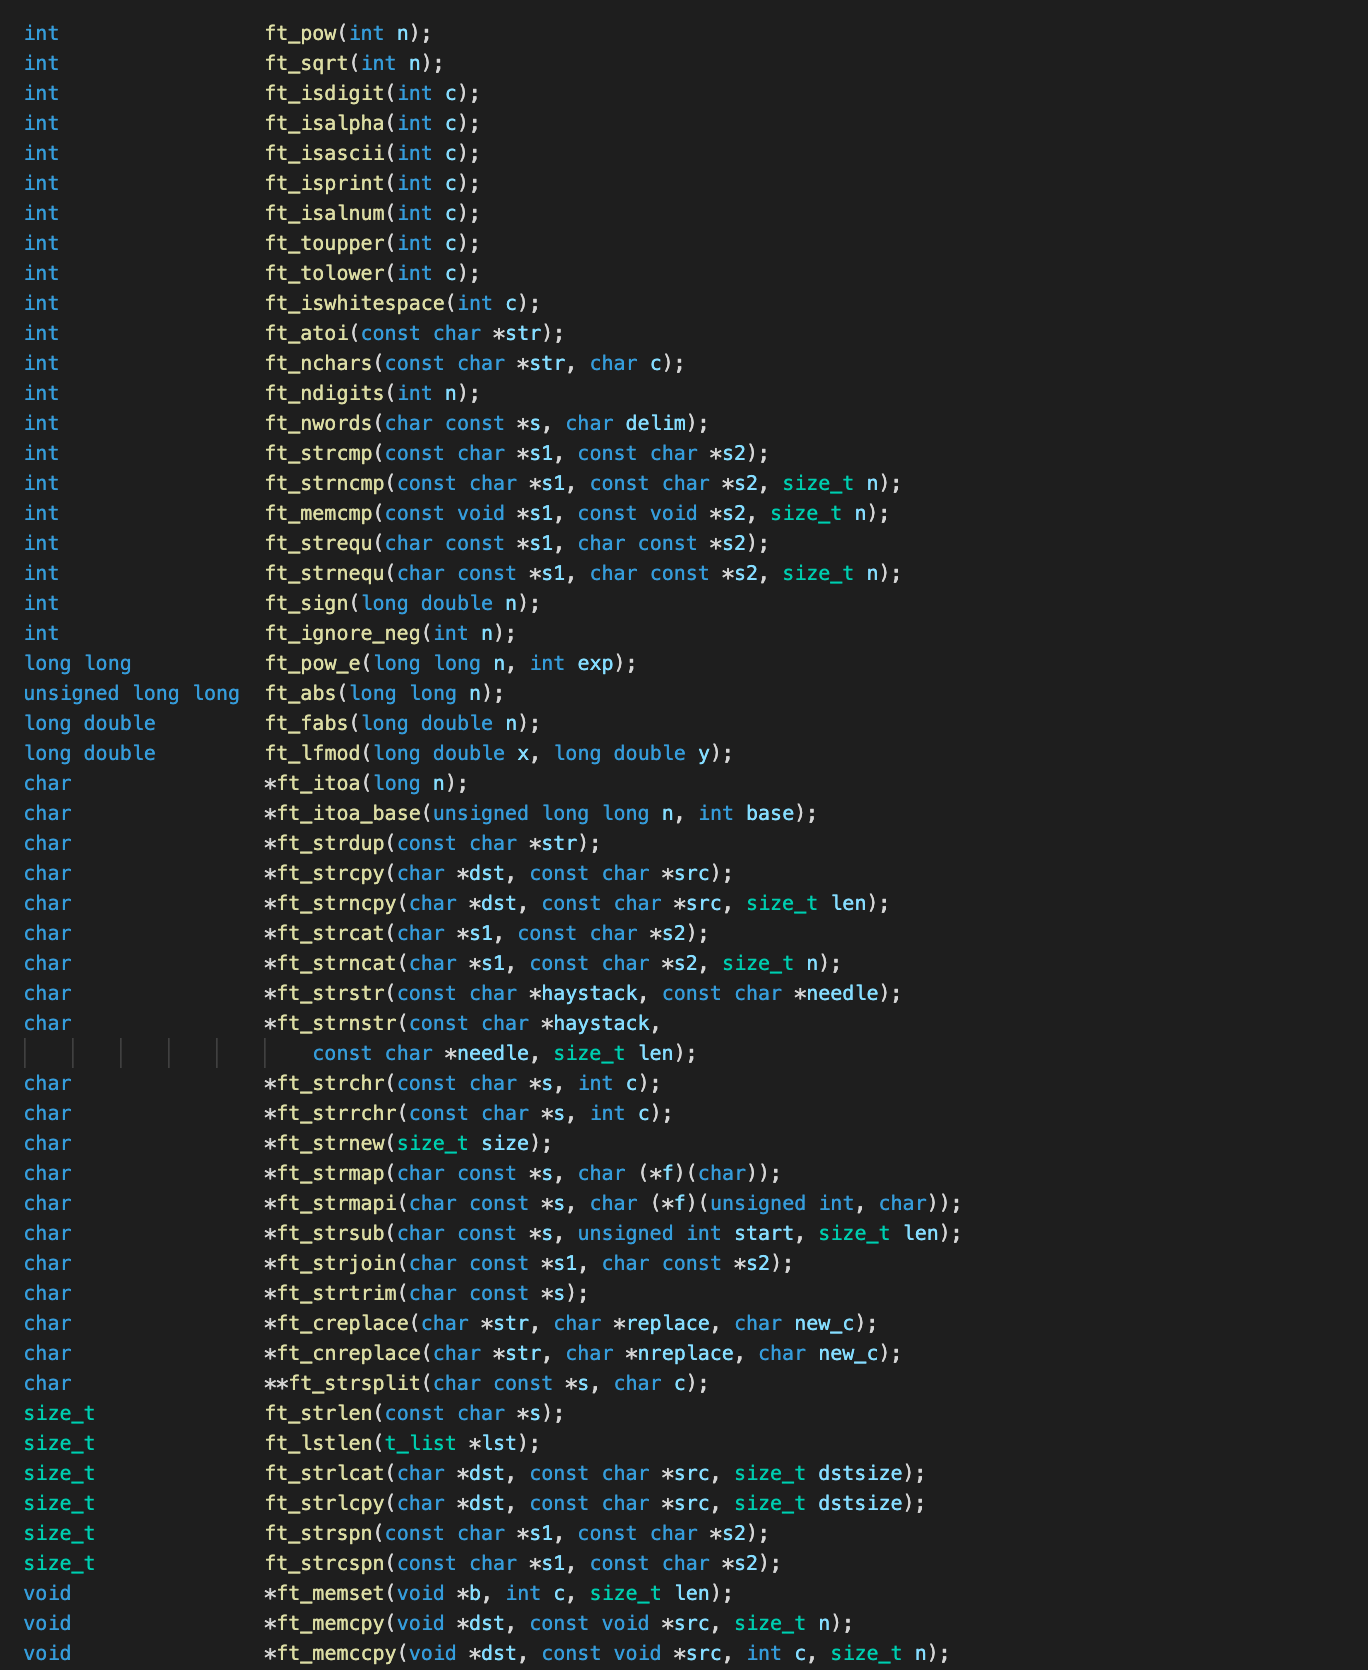 int ft_pow(int n);
int ft_sqrt(int n);
int ft_isdigit(int c);
int ft_isalpha(int c);
int ft_isascii(int c);
int ft_isprint(int c);
int ft_isalnum(int c);
int ft_toupper(int c);
int ft_tolower(int c);
int ft_iswhitespace(int c);
int ft_atoi(const char *str);
int ft_nchars(const char *str, char c);
int ft_ndigits(int n);
int ft_nwords(char const *s, char delim);
int ft_strcmp(const char *s1, const char *s2);
int ft_strncmp(const char *s1, const char *s2, size_t n);
int ft_memcmp(const void *s1, const void *s2, size_t n);
int ft_strequ(char const *s1, char const *s2);
int ft_strnequ(char const *s1, char const *s2, size_t n);
int ft_sign(long double n);
int ft_ignore_neg(int n);
long long ft_pow_e(long long n, int exp);
unsigned long long ft_abs(long long n);
long double ft_fabs(long double n);
long double ft_lfmod(long double x, long double y);
char *ft_itoa(long n);
char *ft_itoa_base(unsigned long long n, int base);
char *ft_strdup(const char *str);
char *ft_strcpy(char *dst, const char *src);
char *ft_strncpy(char *dst, const char *src, size_t len);
char *ft_strcat(char *s1, const char *s2);
char *ft_strncat(char *s1, const char *s2, size_t n);
char *ft_strstr(const char *haystack, const char *needle);
char *ft_strnstr(const char *haystack,
const char *needle, size_t len);
char *ft_strchr(const char *s, int c);
char *ft_strrchr(const char *s, int c);
char *ft_strnew(size_t size);
char *ft_strmap(char const *s, char (*f)(char));
char *ft_strmapi(char const *s, char (*f)(unsigned int, char));
char *ft_strsub(char const *s, unsigned int start, size_t len);
char *ft_strjoin(char const *s1, char const *s2);
char *ft_strtrim(char const *s);
char *ft_creplace(char *str, char *replace, char new_c);
char *ft_cnreplace(char *str, char *nreplace, char new_c);
char **ft_strsplit(char const *s, char c);
size_t ft_strlen(const char *s);
size_t ft_lstlen(t_list *lst);
size_t ft_strlcat(char *dst, const char *src, size_t dstsize);
size_t ft_strlcpy(char *dst, const char *src, size_t dstsize);
size_t ft_strspn(const char *s1, const char *s2);
size_t ft_strcspn(const char *s1, const char *s2);
void *ft_memset(void *b, int c, size_t len);
void *ft_memcpy(void *dst, const void *src, size_t n);
void *ft_memccpy(void *dst, const void *src, int c, size_t n);